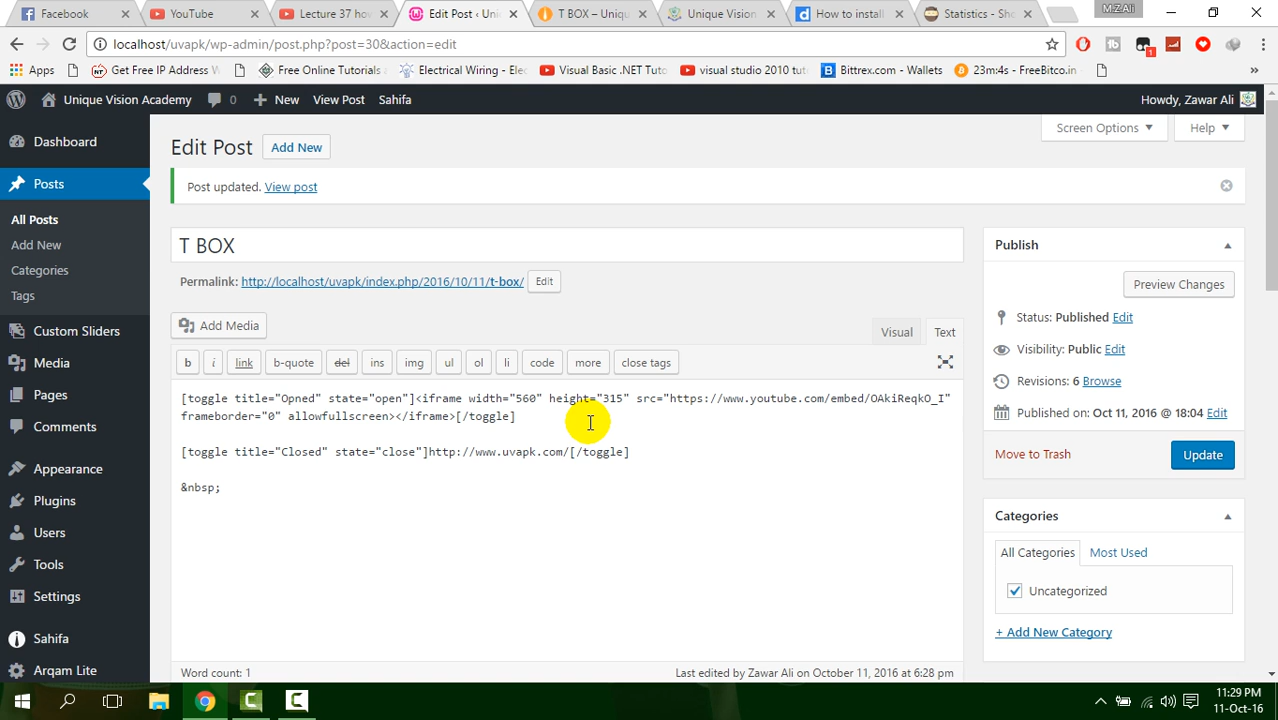 Facebook
YouTube
Lecture 37 how
Edit Post ‹ Uni
T BOX – Uniqu
Unique Vision
How to install
Statistics - Sho
M.Z.Ali
localhost/uvapk/wp-admin/post.php?post=30&action=edit
1
Apps
Get Free IP Address
Free Online Tutorials
Electrical Wiring - Elec
Visual Basic .NET Tuto
visual studio 2010 tut
Bittrex.com - Wallets
23m:4s - FreeBitco.in
»
Unique Vision Academy
0
New
View Post
Sahifa
Howdy, Zawar Ali
Dashboard
Posts
All Posts
Add New
Categories
Tags
Custom Sliders
Media
Pages
Comments
Appearance
Plugins
Users
Tools
Settings
Sahifa
Arqam Lite
Screen Options
Help
Edit Post
Add New
Post updated. View post
T BOX
Permalink: http://localhost/uvapk/index.php/2016/10/11/t-box/
Edit
Add Media
Visual
Text
b
i
link
b-quote
del
ins
img
ul
ol
li
code
more
close tags
[toggle title="Opned" state="open"]<iframe width="560" height="315" src="https://www.youtube.com/embed/OAkiReqkO_I"
frameborder="0" allowfullscreen></iframe>[/toggle]
[toggle title="Closed" state="close"]http://www.uvapk.com/[/toggle]
&nbsp;
Word count: 1
Last edited by Zawar Ali on October 11, 2016 at 6:28 pm
Publish
Preview Changes
Status: Published Edit
Visibility: Public Edit
Revisions: 6 Browse
Published on: Oct 11, 2016 @ 18:04 Edit
Move to Trash
Update
Categories
All Categories
Most Used
Uncategorized
+ Add New Category
11:29 PM
11-Oct-16